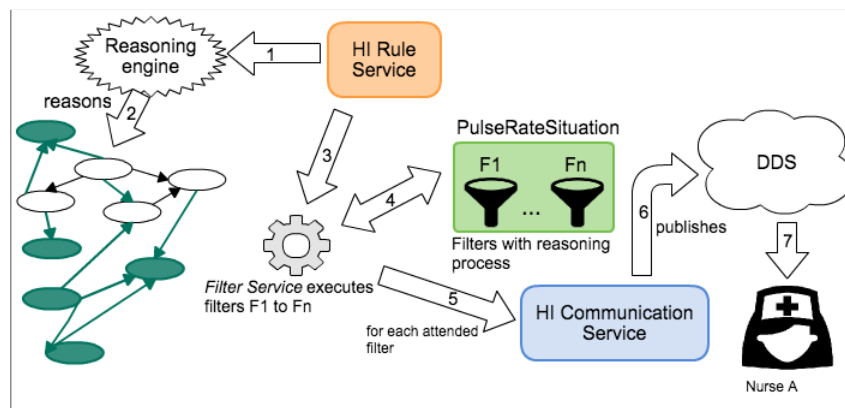 Reasoning
engine
1
HI Rule
Service
reasons
2
3
PulseRateSituation
F1
Fn
...
4
Filters with reasoning
process
6
publishes
DDS
7
Filter Service executes
filters F1 to Fn
5
for each attended
filter
HI Communication
Service
Nurse A